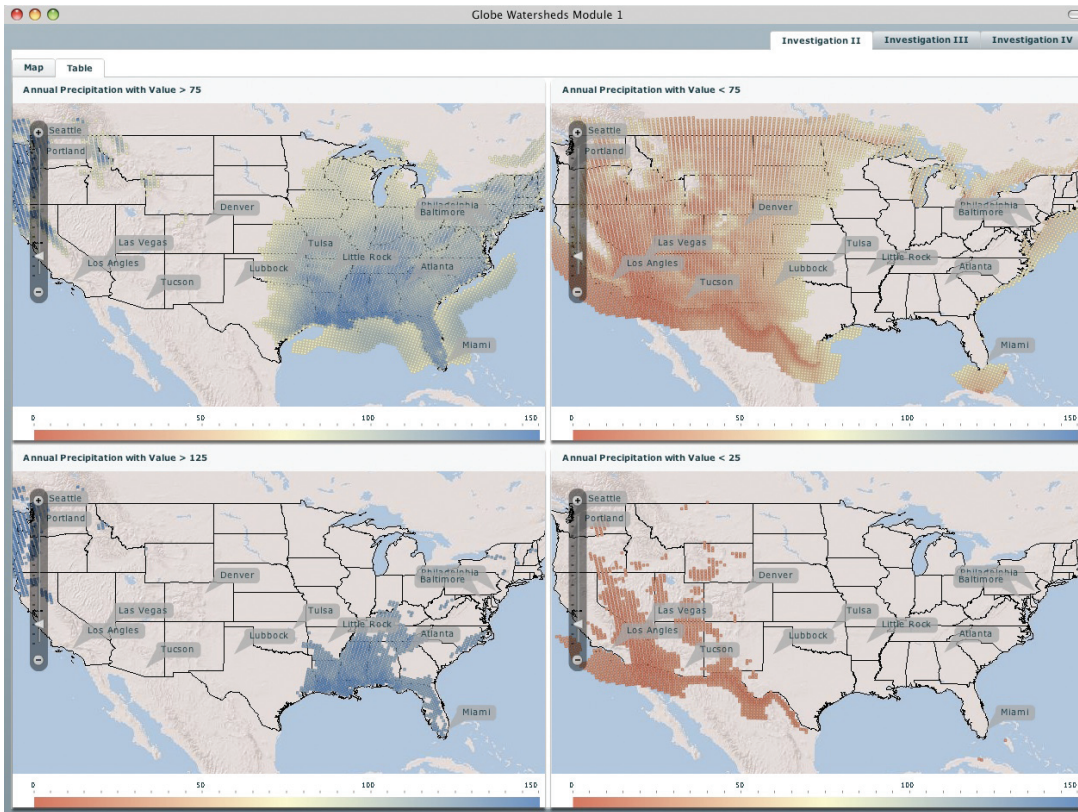 Globe Watersheds Module 1
Investigation II Investigation III Investigation IV
Map Table
Annual Precipitation with Value > 75
Seattle
Portland
Denver
Philadelphia
Baltimore
Las Vegas
Tulsa
Los Angles
Little Rock
Atlanta
Lubbock
Tucson
Miami
0 50 100 150
Annual Precipitation with Value < 75
Seattle
Portland
Denver
Philadelphia
Baltimore
Las Vegas
Tulsa
Los Angles
Little Rock
Atlanta
Lubbock
Tucson
Miami
0 50 100 150
Annual Precipitation with Value > 125
Seattle
Portland
Denver
Philadelphia
Baltimore
Las Vegas
Tulsa
Los Angles
Little Rock
Atlanta
Lubbock
Tucson
Miami
0 50 100 150
Annual Precipitation with Value < 25
Seattle
Portland
Denver
Philadelphia
Baltimore
Las Vegas
Tulsa
Los Angles
Little Rock
Atlanta
Lubbock
Tucson
Miami
0 50 100 150